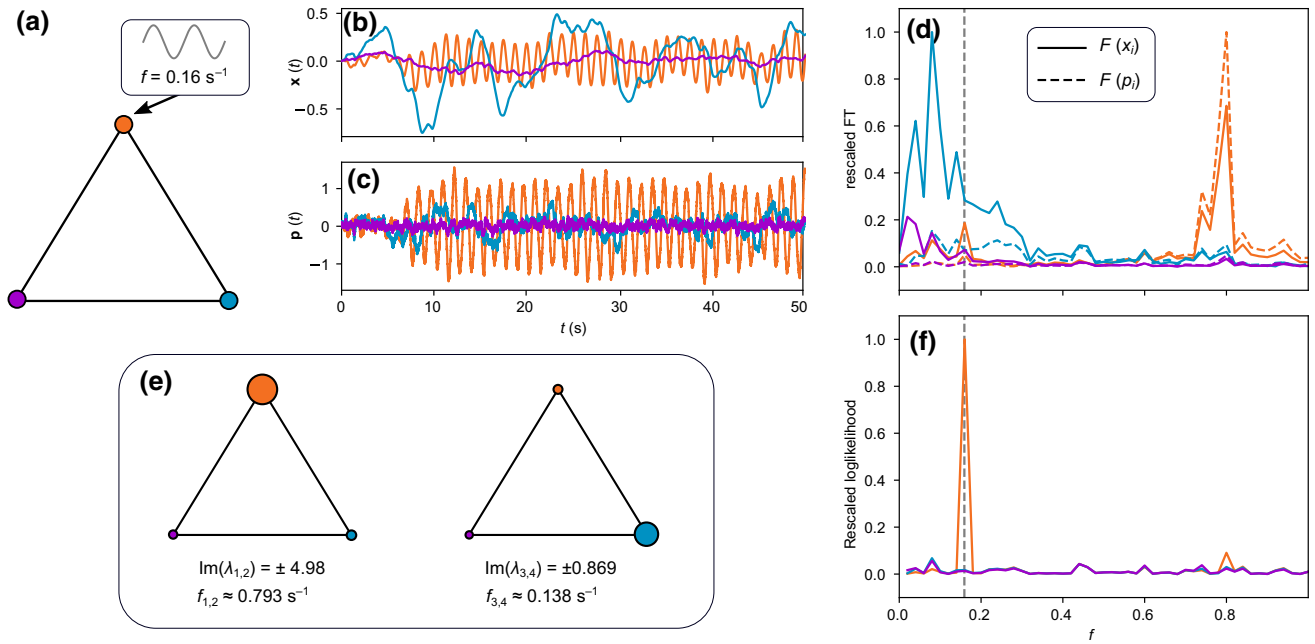 (a)
f = 0.16 s⁻¹
(b)
x (t)
0.5
0.0
−0.5
(c)
p (t)
1
0
−1
0
10
20
30
40
50
t (s)
(d)
rescaled FT
1.0
0.8
0.6
0.4
0.2
0.0
F (xᵢ)
F (pᵢ)
(e)
Im(λ₁,₂) = ± 4.98
f₁,₂ ≈ 0.793 s⁻¹
Im(λ₃,₄) = ±0.869
f₃,₄ ≈ 0.138 s⁻¹
(f)
Rescaled loglikelihood
1.0
0.8
0.6
0.4
0.2
0.0
0.0
0.2
0.4
0.6
0.8
f